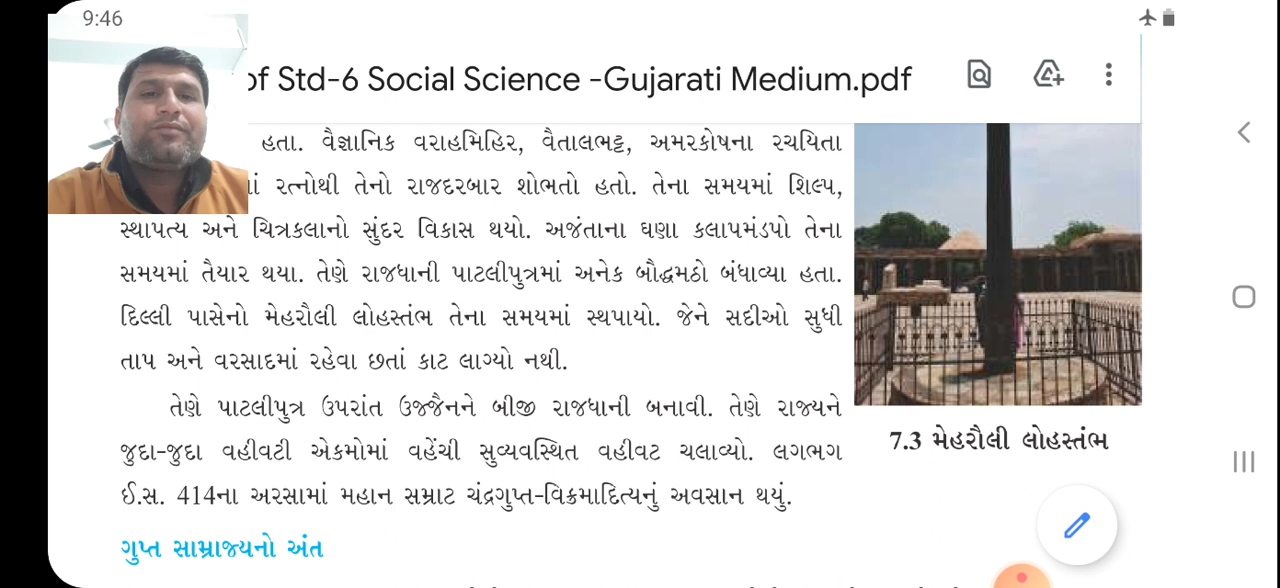 9:46
of Std-6 Social Science -Gujarati Medium.pdf
હતા. વૈજ્ઞાનિક વરાહમિહિર, વૈતાલભટ્ટ, અમરકોષના રચયિતા
રત્નોથી તેનો રાજદરબાર શોભતો હતો. તેના સમયમાં શિલ્પ,
સ્થાપત્ય અને ચિત્રકલાનો સુંદર વિકાસ થયો. અજંતાના ઘણા કલાપમંડપો તેના
સમયમાં તૈયાર થયા. તેણે રાજધાની પાટલીપુત્રમાં અનેક બૌદ્ધમઠો બંધાવ્યા હતા.
દિલ્લી પાસેનો મેહરૌલી લોહસ્તંભ તેના સમયમાં સ્થપાયો. જેને સદીઓ સુધી
તાપ અને વરસાદમાં રહેવા છતાં કાટ લાગ્યો નથી.
તેણે પાટલીપુત્ર ઉપરાંત ઉજ્જૈનને બીજી રાજધાની બનાવી. તેણે રાજ્યને
જુદા-જુદા વહીવટી એકમોમાં વહેંચી સુવ્યવસ્થિત વહીવટ ચલાવ્યો. લગભગ
ઈ.સ. 414ના અરસામાં મહાન સમ્રાટ ચંદ્રગુપ્ત-વિક્રમાદિત્યનું અવસાન થયું.
7.3 મેહરૌલી લોહસ્તંભ
ગુપ્ત સામ્રાજ્યનો અંત